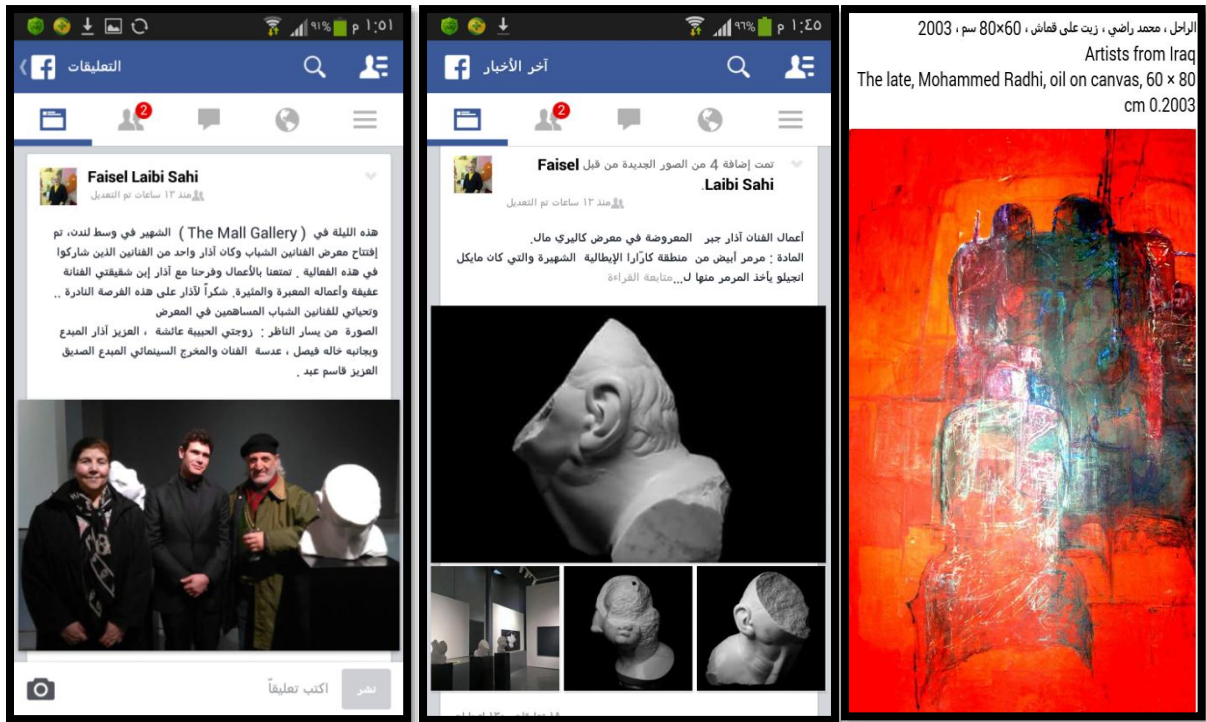 ٩١% ١:٥١ م
التعليقات
2
Faisel Laibi Sahi
منذ ١٣ ساعات تم التعديل
هذه الليلة في ( The Mall Gallery ) الشهير في وسط لندن، تم
إفتتاح معرض الفنانين الشباب وكان آذار واحد من الفنانين الذين شاركوا
في هذه الفعالية . تمتعنا بالأعمال وفرحنا مع آذار إبن شقيقتي الفنانة
عفيفة وأعماله المعبرة والمثيرة. شكراً لآذار على هذه الفرصة النادرة ..
وتحياتي للفنانين الشباب المساهمين في المعرض
الصورة من يسار الناظر : زوجتي الحبيبة عائشة ، العزيز آذار المبدع
وبجانبه خاله فيصل ، عدسة الفنان والمخرج السينمائي المبدع الصديق
العزيز قاسم عبد .
اكتب تعليقاً
نشر
٩٦% ١:٤٥ م
آخر الأخبار
2
تمت إضافة 4 من الصور الجديدة من قبل Faisel
Laibi Sahi.
منذ ١٣ ساعات تم التعديل
أعمال الفنان آذار جبر المعروضة في معرض كاليري مال.
المادة : مرمر أبيض من منطقة كارّارا الإيطالية الشهيرة والتي كان مايكل
انجيلو يأخذ المرمر منها ل...متابعة القراءة
الراحل ، محمد راضي ، زيت على قماش ، 60×80 سم ، 2003
Artists from Iraq
The late, Mohammed Radhi, oil on canvas, 60 × 80
cm 0.2003